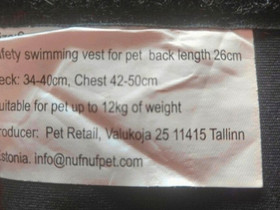 afety swimming vest for pet back length 26cm
eck: 34-40cm, Chest 42-50cm
uitable for pet up to 12kg of weight
roducer: Pet Retail, Valukoja 25 11415 Tallinn
stonia. info@nufnufpet.com